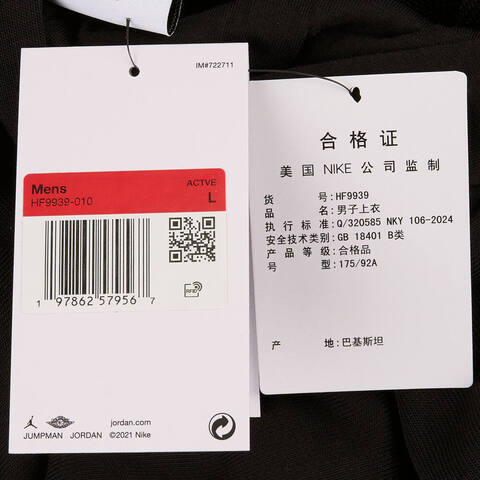 IM#722711
ACTVE
Mens
HF9939-010
L
1 97862 57956 7
RFID
JUMPMAN JORDAN
jordan.com
©2021 Nike
合格证
美国 NIKE 公司监制
货号:HF9939
品名:男子上衣
执行标准:Q/320585 NKY 106-2024
安全技术类别:GB 18401 B类
产品等级:合格品
号型:175/92A
产地:巴基斯坦